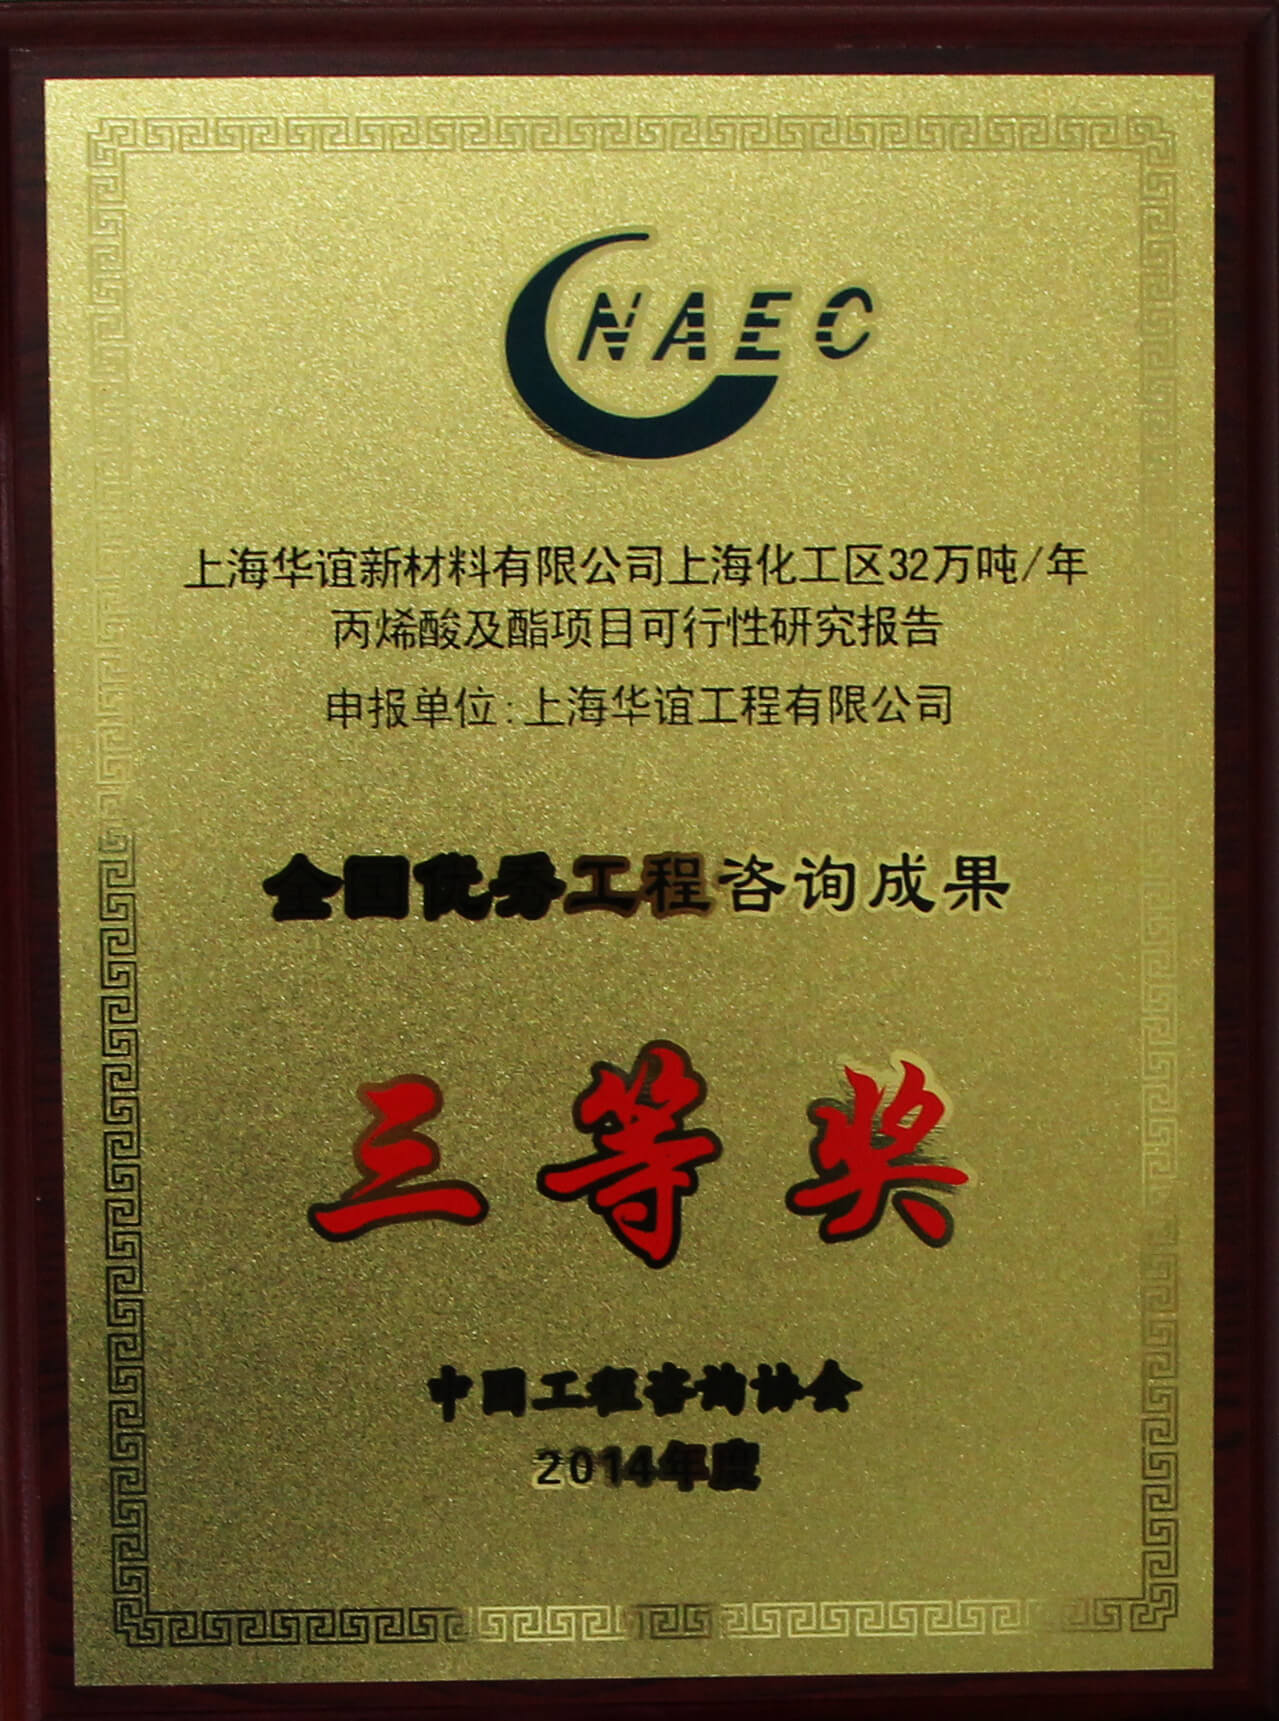 CNAEC
上海华谊新材料有限公司上海化工区32万吨/年
丙烯酸及酯项目可行性研究报告
申报单位:上海华谊工程有限公司
全国优秀工程咨询成果
三等奖
中国工程咨询协会
2014年度